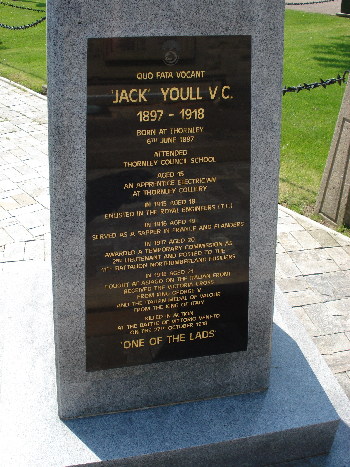 QUO FATA VOCANT
'JACK' YOULL V.C.
1897 - 1918
BORN AT THORNLEY
6TH JUNE 1897
ATTENDED
THORNLEY COUNCIL SCHOOL
AGED 15
AN APPRENTICE ELECTRICIAN
AT THORNLEY COLLIERY
IN 1915 AGED 18
ENLISTED IN THE ROYAL ENGINEERS (T.F.)
IN 1916 AGED 19
SERVED AS A SAPPER IN FRANCE AND FLANDERS
IN 1917 AGED 20
AWARDED A TEMPORARY COMMISSION AS
2ND LIEUTENANT AND POSTED TO THE
11TH BATTALION NORTHUMBERLAND FUSILIERS
IN 1918 AGED 21
FOUGHT AT ASIAGO ON THE ITALIAN FRONT
RECEIVED THE VICTORIA CROSS
FROM KING GEORGE V
AND THE ITALIAN MEDAL OF VALOUR
FROM THE KING OF ITALY
KILLED IN ACTION
AT THE BATTLE OF VITTORIO VENETO
ON THE 27TH OCTOBER 1918
'ONE OF THE LADS'